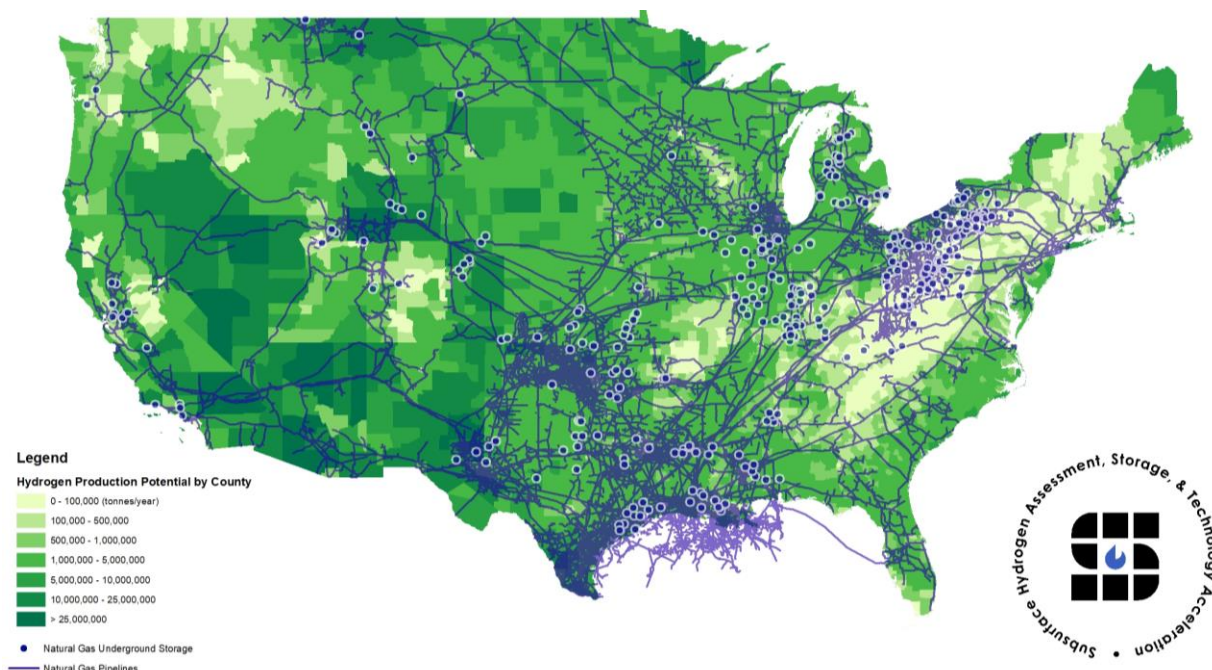 Legend
Hydrogen Production Potential by County
0 - 100,000 (tonnes/year)
100,000 - 500,000
500,000 - 1,000,000
1,000,000 - 5,000,000
5,000,000 - 10,000,000
10,000,000 - 25,000,000
> 25,000,000
Natural Gas Underground Storage
Natural Gas Pipelines
Subsurface Hydrogen Assessment, Storage, & Technology Acceleration •